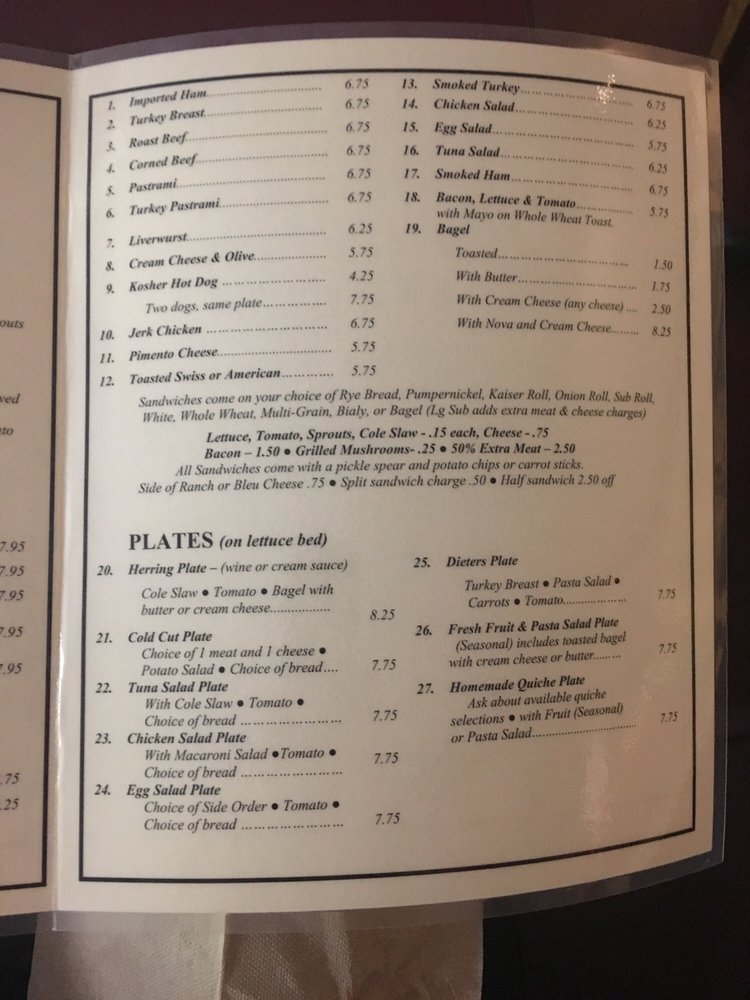 outs
ved
to
7.95
7.95
7.95
7.95
7.95
.75
.25
1. Imported Ham............................ 6.75
2. Turkey Breast............................ 6.75
3. Roast Beef............................ 6.75
4. Corned Beef............................ 6.75
5. Pastrami............................ 6.75
6. Turkey Pastrami............................ 6.75
7. Liverwurst............................ 6.25
8. Cream Cheese & Olive.................... 5.75
9. Kosher Hot Dog ............................ 4.25
Two dogs, same plate.................. 7.75
10. Jerk Chicken ............................ 6.75
11. Pimento Cheese............................ 5.75
12. Toasted Swiss or American............. 5.75
13. Smoked Turkey............................ 6.75
14. Chicken Salad............................ 6.25
15. Egg Salad............................ 5.75
16. Tuna Salad............................ 6.25
17. Smoked Ham............................ 6.75
18. Bacon, Lettuce & Tomato............... 5.75
with Mayo on Whole Wheat Toast.
19. Bagel
Toasted............................ 1.50
With Butter............................ 1.75
With Cream Cheese (any cheese) .... 2.50
With Nova and Cream Cheese........ 8.25
Sandwiches come on your choice of Rye Bread, Pumpernickel, Kaiser Roll, Onion Roll, Sub Roll,
White, Whole Wheat, Multi-Grain, Bialy, or Bagel (Lg Sub adds extra meat & cheese charges)
Lettuce, Tomato, Sprouts, Cole Slaw - .15 each, Cheese - .75
Bacon – 1.50 ● Grilled Mushrooms- .25 ● 50% Extra Meat – 2.50
All Sandwiches come with a pickle spear and potato chips or carrot sticks.
Side of Ranch or Bleu Cheese .75 ● Split sandwich charge .50 ● Half sandwich 2.50 off
PLATES (on lettuce bed)
20. Herring Plate – (wine or cream sauce)
Cole Slaw ● Tomato ● Bagel with
butter or cream cheese.................. 8.25
21. Cold Cut Plate
Choice of 1 meat and 1 cheese ●
Potato Salad ● Choice of bread.... 7.75
22. Tuna Salad Plate
With Cole Slaw ● Tomato ●
Choice of bread ........................ 7.75
23. Chicken Salad Plate
With Macaroni Salad ●Tomato ● 7.75
Choice of bread ........................
24. Egg Salad Plate
Choice of Side Order ● Tomato ●
Choice of bread ........................ 7.75
25. Dieters Plate
Turkey Breast ● Pasta Salad ●
Carrots ● Tomato................... 7.75
26. Fresh Fruit & Pasta Salad Plate
(Seasonal) includes toasted bagel
with cream cheese or butter......... 7.75
27. Homemade Quiche Plate
Ask about available quiche
selections ● with Fruit (Seasonal)
or Pasta Salad............................ 7.75